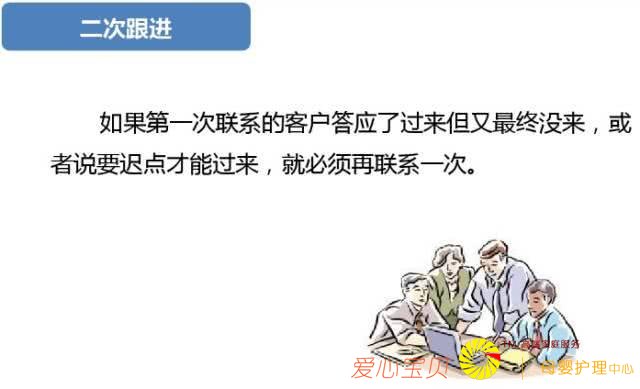 二次跟进
如果第一次联系的客户答应了过来但又最终没来，或
者说要迟点才能过来，就必须再联系一次。
爱心宝贝
母婴护理中心